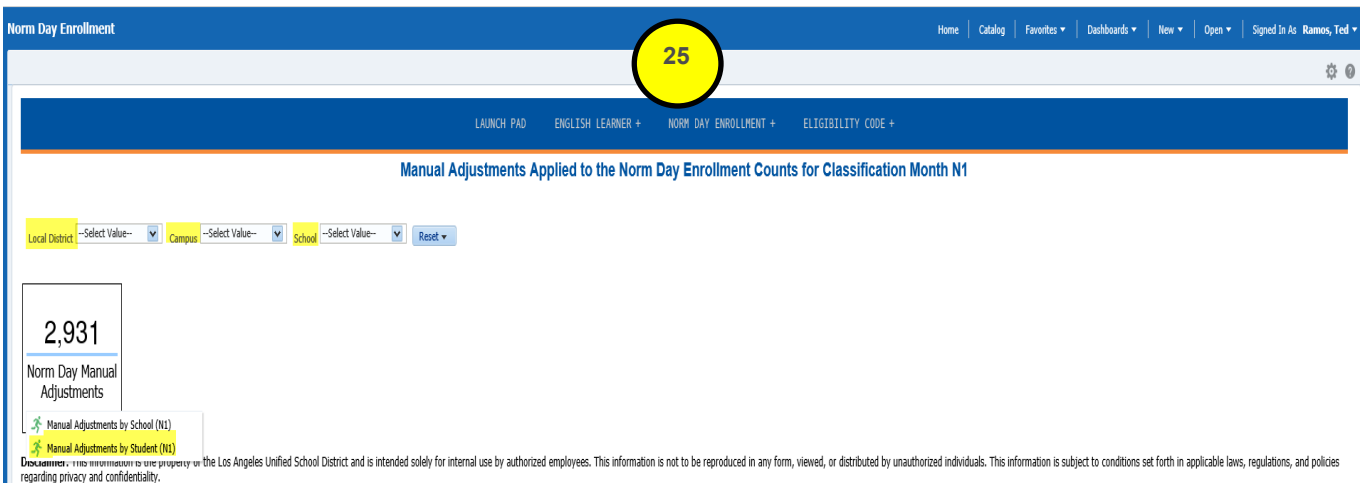 Norm Day Enrollment
Home Catalog Favorites Dashboards New Open Signed In As Ramos, Ted
25
LAUNCH PAD ENGLISH LEARNER + NORM DAY ENROLLMENT + ELIGIBILITY CODE +
Manual Adjustments Applied to the Norm Day Enrollment Counts for Classification Month N1
Local District --Select Value-- Campus --Select Value-- School --Select Value-- Reset
2,931
Norm Day Manual
Adjustments
Manual Adjustments by School (N1)
Manual Adjustments by Student (N1)
Disclaimer: This information is the property of the Los Angeles Unified School District and is intended solely for internal use by authorized employees. This information is not to be reproduced in any form, viewed, or distributed by unauthorized individuals. This information is subject to conditions set forth in applicable laws, regulations, and policies
regarding privacy and confidentiality.